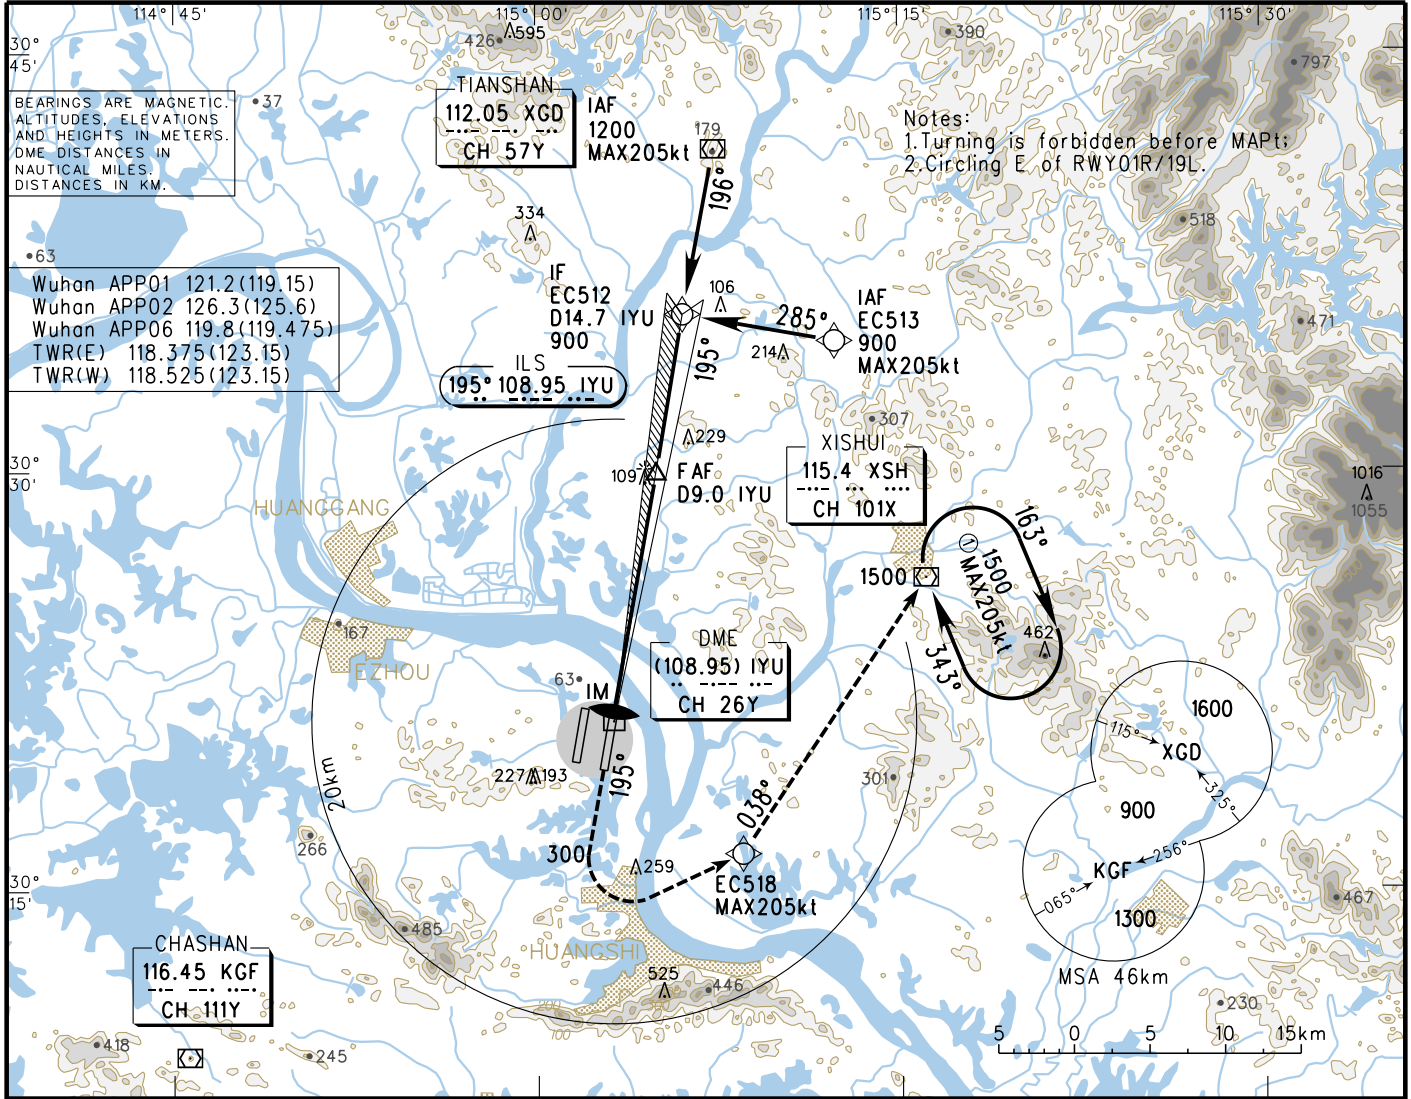 114°45'
115°00'
115°15'
115°30'
30°
45'
426
595
390
797
BEARINGS ARE MAGNETIC.
ALTITUDES, ELEVATIONS
AND HEIGHTS IN METERS.
DME DISTANCES IN
NAUTICAL MILES.
DISTANCES IN KM.
37
TIANSHAN
112.05 XGD
-··- --· -··
CH 57Y
IAF
1200
MAX205kt
179
196°
Notes:
1.Turning is forbidden before MAPt;
2.Circling E of RWY01R/19L.
334
518
63
Wuhan APP01 121.2(119.15)
Wuhan APP02 126.3(125.6)
Wuhan APP06 119.8(119.475)
TWR(E) 118.375(123.15)
TWR(W) 118.525(123.15)
IF
EC512
D14.7 IYU
900
106
285°
214
IAF
EC513
900
MAX205kt
471
195°
ILS
195° 108.95 IYU
·· -·-- ··-
307
229
109
FAF
D9.0 IYU
XISHUI
115.4 XSH
-··- ··· ····
CH 101X
30°
30'
1016
1055
500
HUANGGANG
163°
① 1500
MAX205kt
1500
462
343°
167
EZHOU
63
IM
DME
(108.95) IYU
·· -·-- ··-
CH 26Y
1600
115°
XGD
325°
227
193
195°
301
20km
038°
900
256°
KGF
065°
1300
MSA 46km
266
300
259
EC518
MAX205kt
30°
15'
467
485
HUANGSHI
525
446
230
CHASHAN
116.45 KGF
-·- --· ··-·
CH 111Y
418
245
5 0 5 10 15km